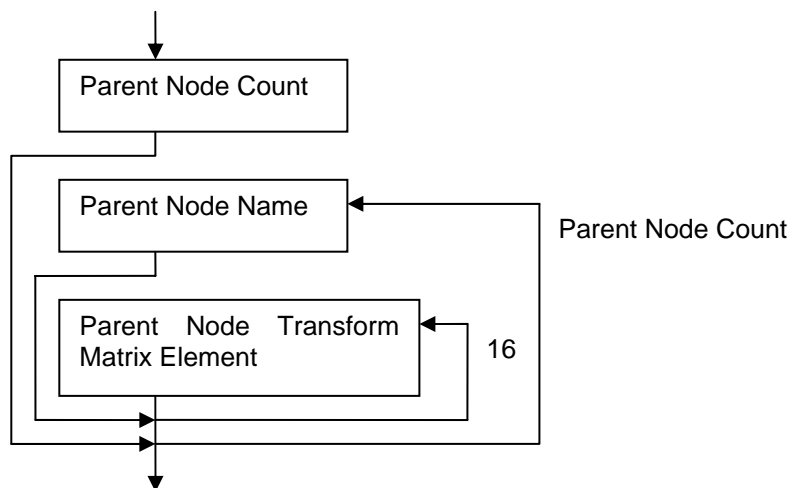 Parent Node Count
Parent Node Name
Parent Node Count
Parent Node Transform
Matrix Element
16